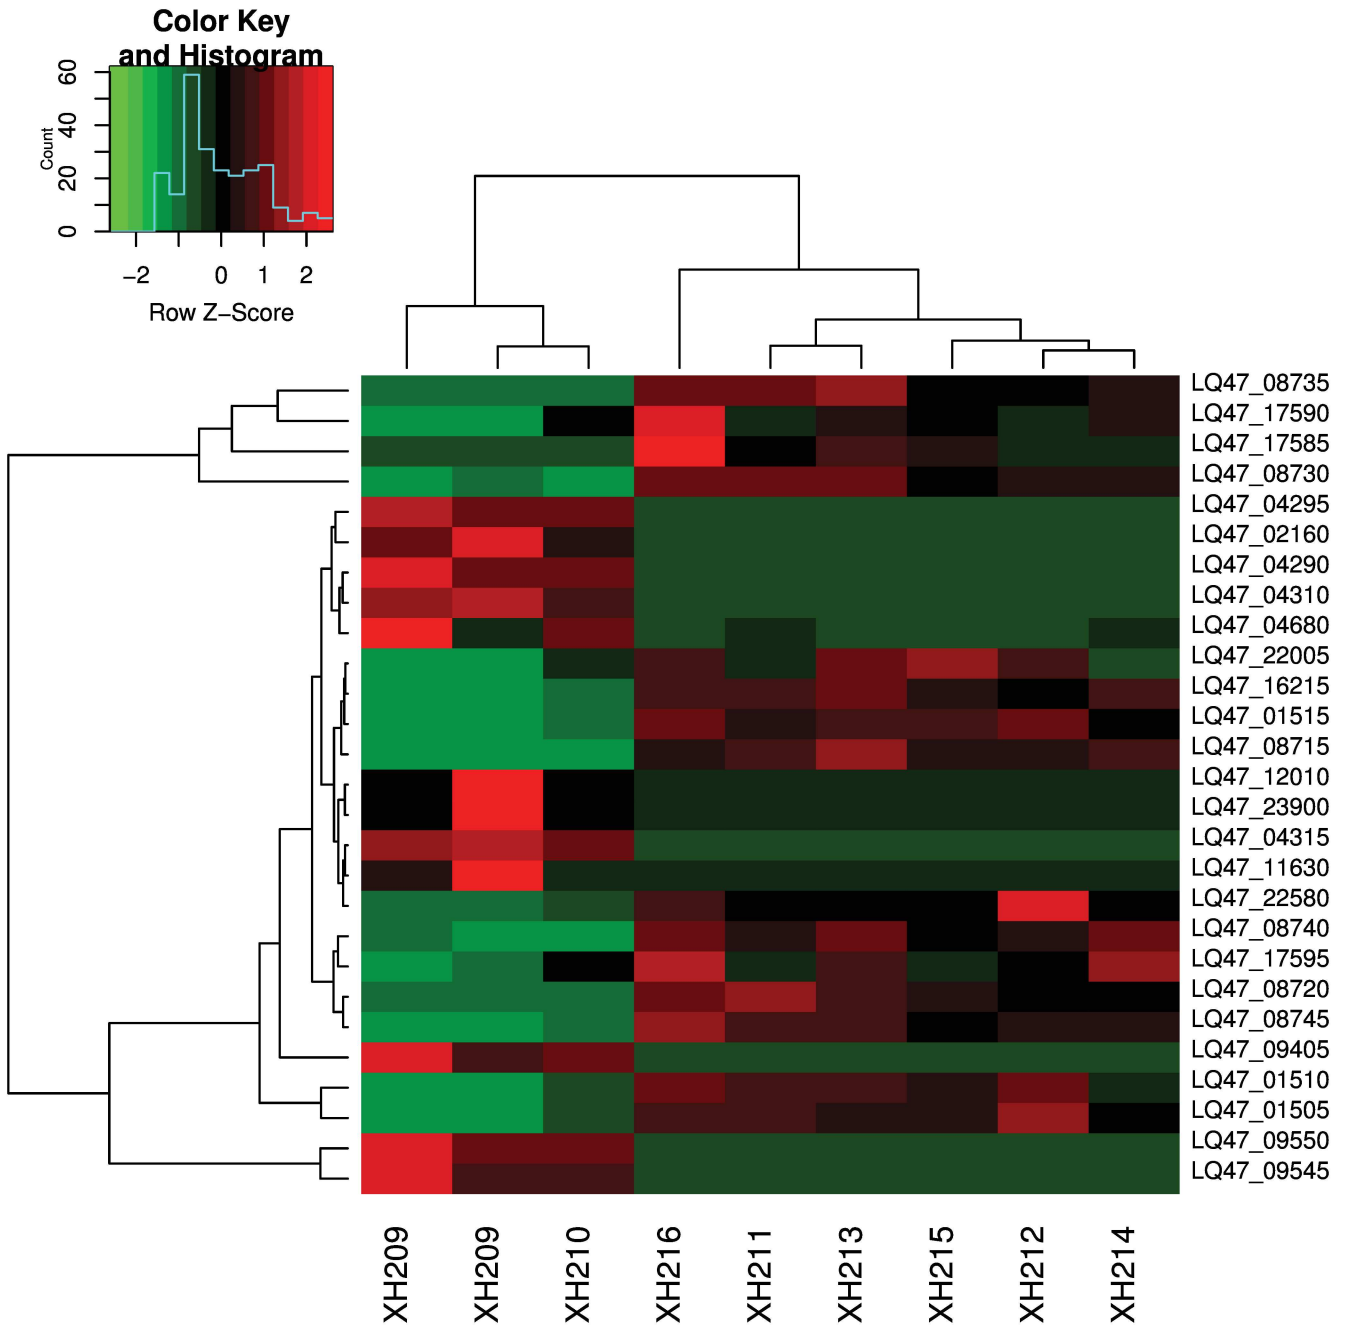 Color Key
and Histogram
Count
0 20 40 60
−2 0 1 2
Row Z−Score
LQ47_08735
LQ47_17590
LQ47_17585
LQ47_08730
LQ47_04295
LQ47_02160
LQ47_04290
LQ47_04310
LQ47_04680
LQ47_22005
LQ47_16215
LQ47_01515
LQ47_08715
LQ47_12010
LQ47_23900
LQ47_04315
LQ47_11630
LQ47_22580
LQ47_08740
LQ47_17595
LQ47_08720
LQ47_08745
LQ47_09405
LQ47_01510
LQ47_01505
LQ47_09550
LQ47_09545
XH209
XH209
XH210
XH216
XH211
XH213
XH215
XH212
XH214